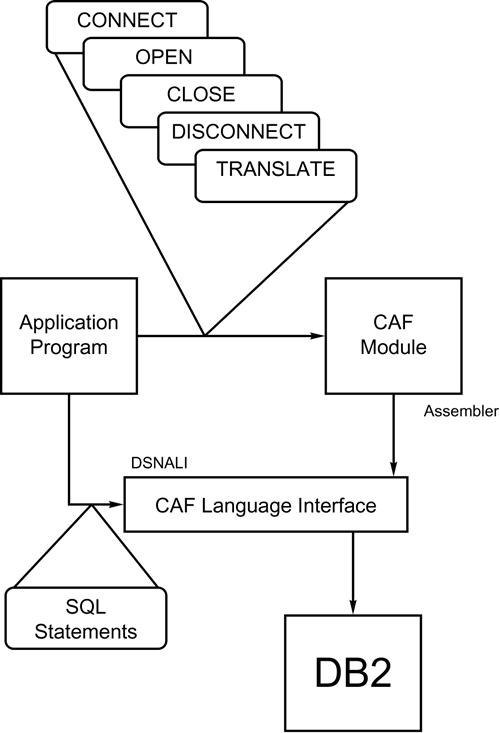 CONNECT
OPEN
CLOSE
DISCONNECT
TRANSLATE
Application
Program
CAF
Module
Assembler
DSNALI
CAF Language Interface
SQL
Statements
DB2